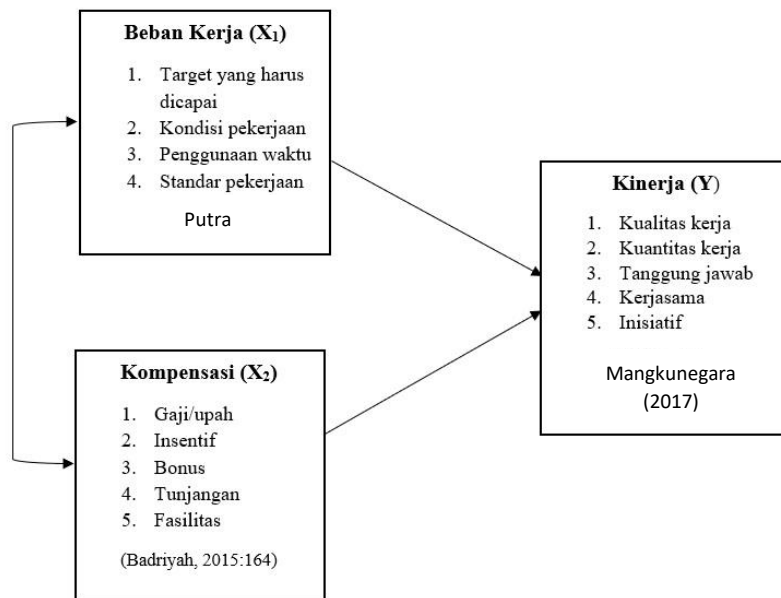 Beban Kerja (X₁)
1. Target yang harus
dicapai
2. Kondisi pekerjaan
3. Penggunaan waktu
4. Standar pekerjaan
Putra
Kompensasi (X₂)
1. Gaji/upah
2. Insentif
3. Bonus
4. Tunjangan
5. Fasilitas
(Badriyah, 2015:164)
Kinerja (Y)
1. Kualitas kerja
2. Kuantitas kerja
3. Tanggung jawab
4. Kerjasama
5. Inisiatif
Mangkunegara
(2017)